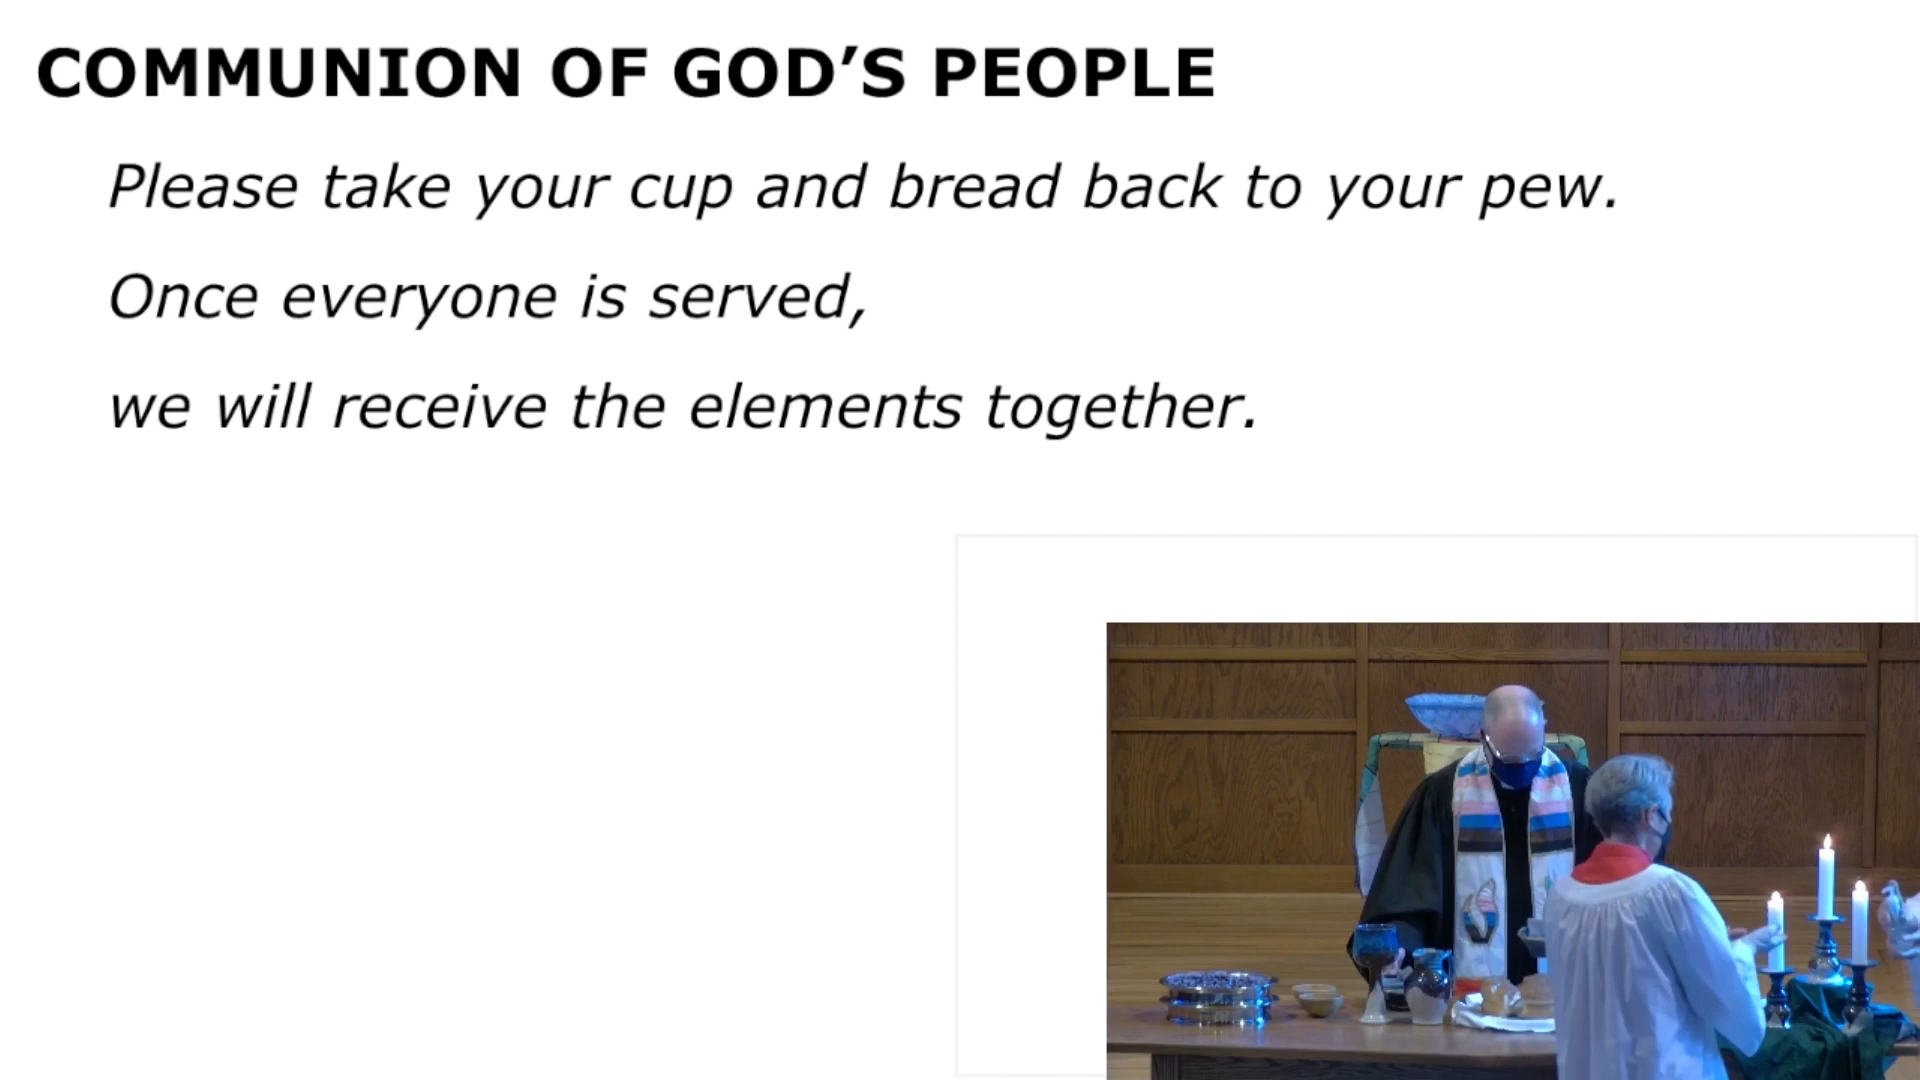 COMMUNION OF GOD’S PEOPLE
Please take your cup and bread back to your pew.
Once everyone is served,
we will receive the elements together.